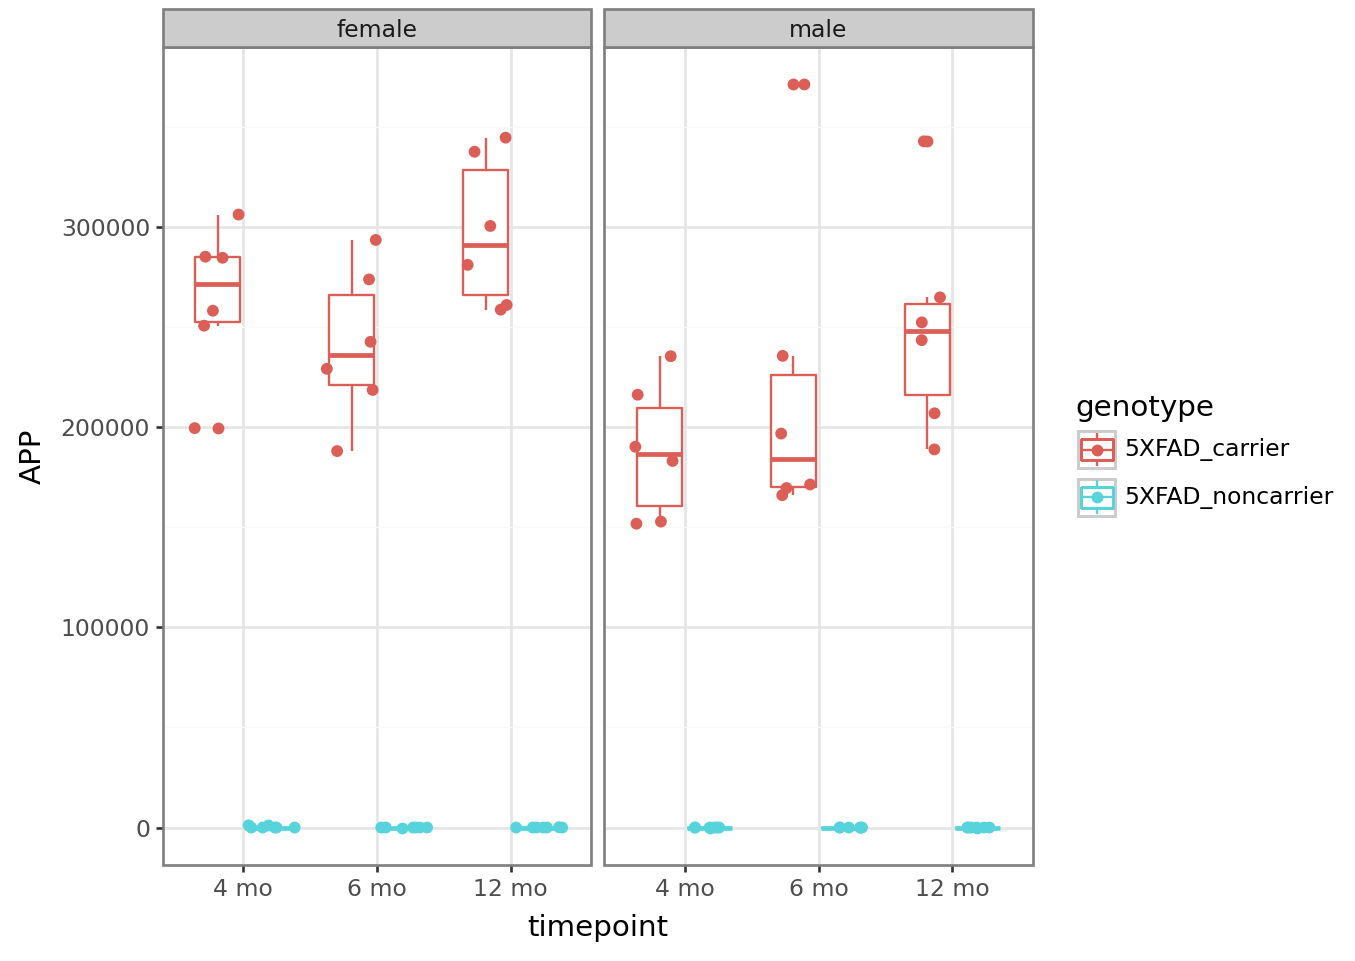 female
male
300000
200000
100000
0
APP
4 mo
6 mo
12 mo
4 mo
6 mo
12 mo
timepoint
genotype
5XFAD_carrier
5XFAD_noncarrier